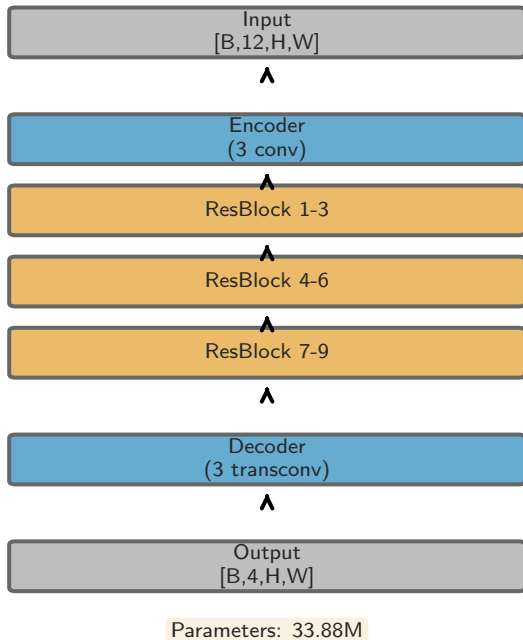 Input
[B,12,H,W]
Encoder
(3 conv)
ResBlock 1-3
ResBlock 4-6
ResBlock 7-9
Decoder
(3 transconv)
Output
[B,4,H,W]
Parameters: 33.88M